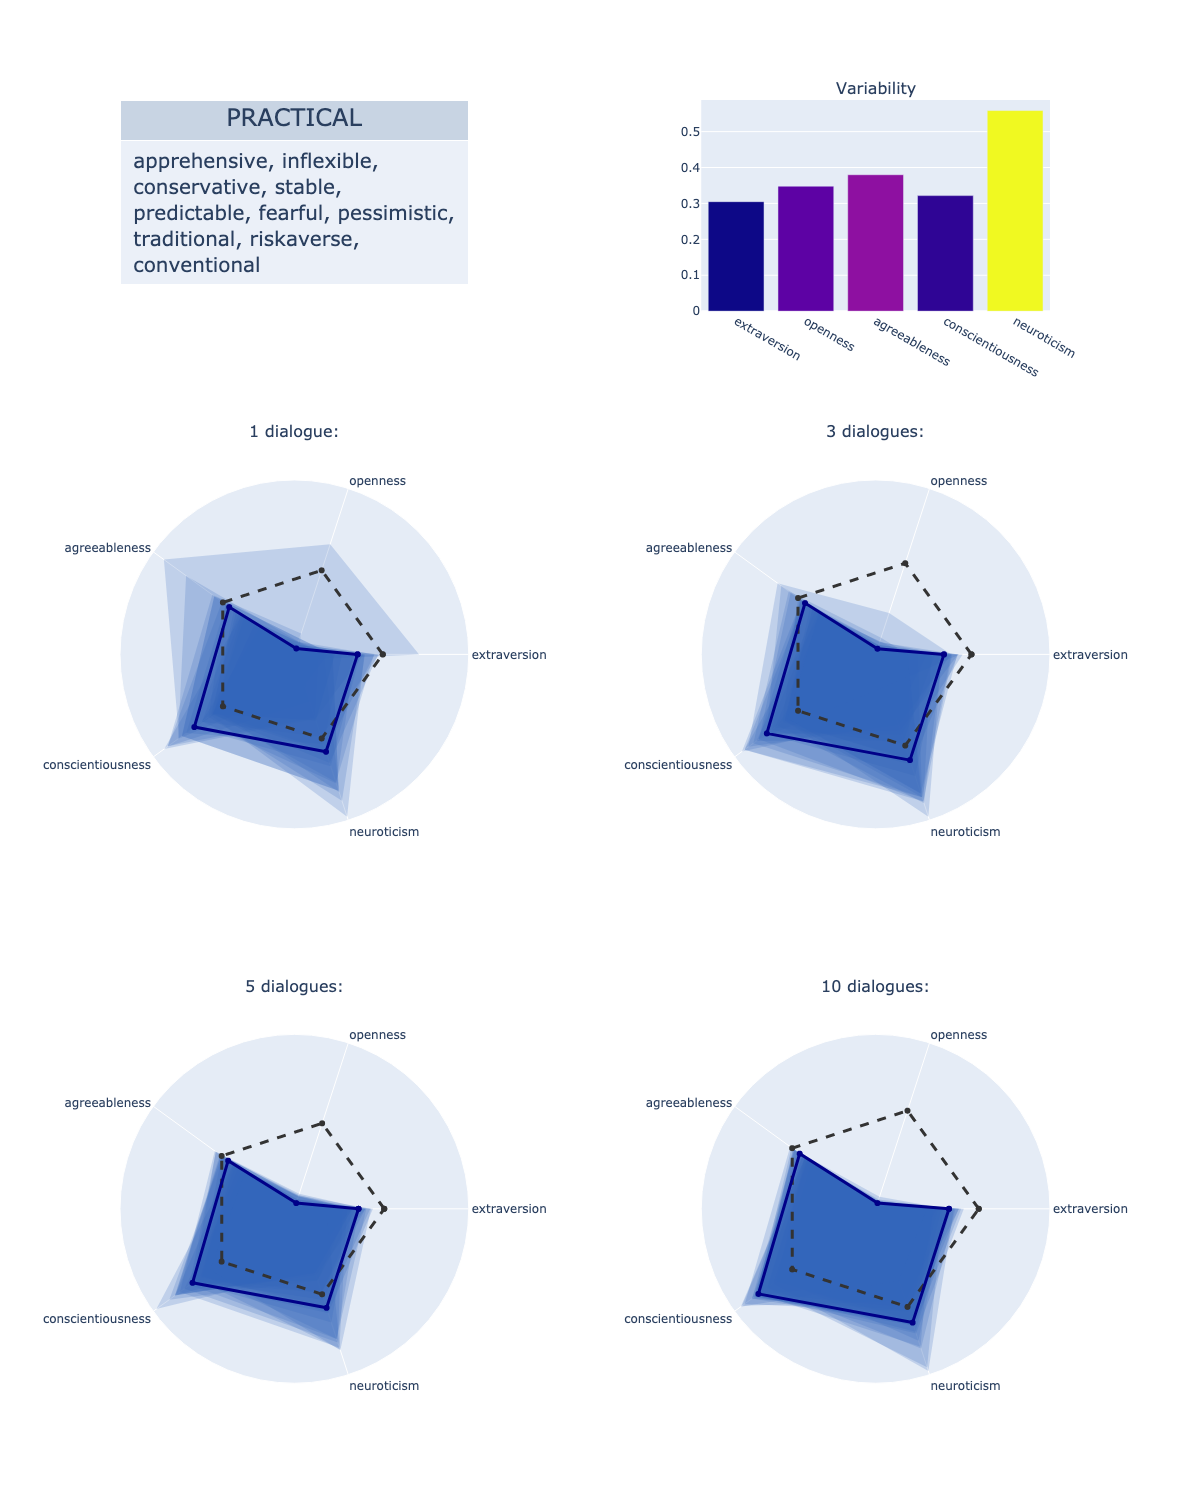 PRACTICAL
apprehensive, inflexible,
conservative, stable,
predictable, fearful, pessimistic,
traditional, riskaverse,
conventional
Variability
0.5
0.4
0.3
0.2
0.1
0
extraversion
openness
agreeableness
conscientiousness
neuroticism
1 dialogue:
openness
agreeableness
extraversion
conscientiousness
neuroticism
3 dialogues:
openness
agreeableness
extraversion
conscientiousness
neuroticism
5 dialogues:
openness
agreeableness
extraversion
conscientiousness
neuroticism
10 dialogues:
openness
agreeableness
extraversion
conscientiousness
neuroticism